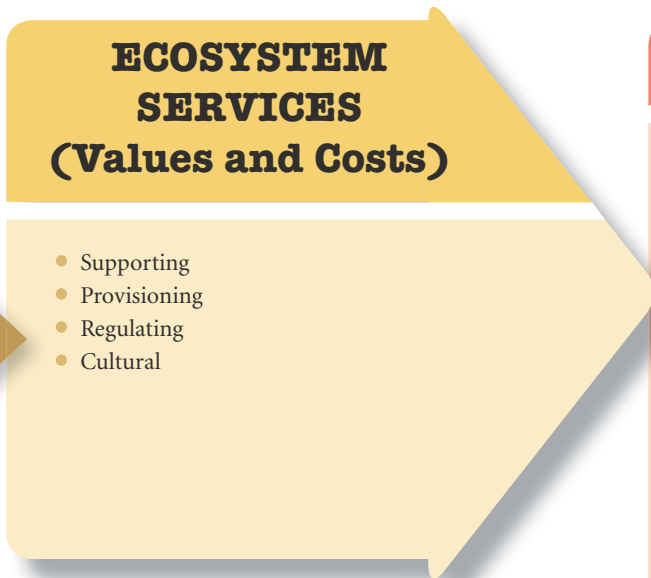 ECOSYSTEM
SERVICES
(Values and Costs)
Supporting
Provisioning
Regulating
Cultural